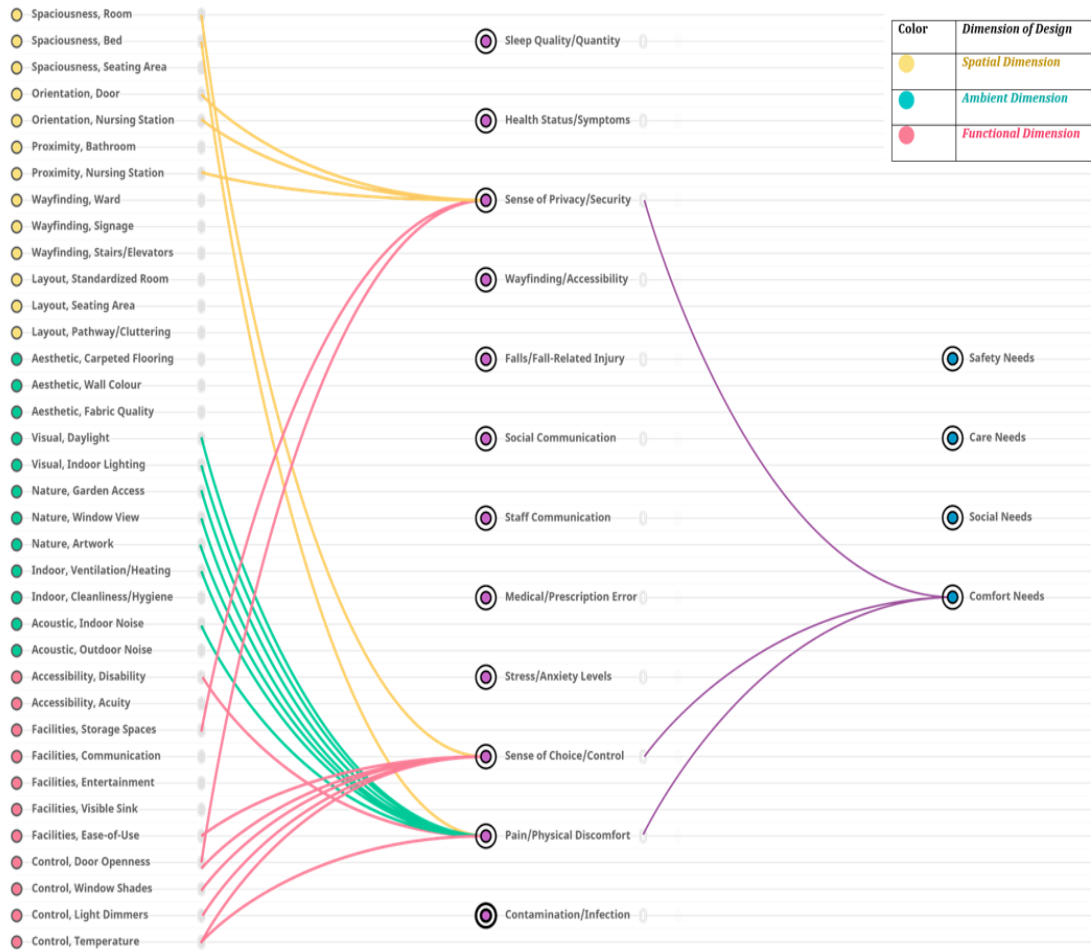 Spaciousness, Room
Spaciousness, Bed
Spaciousness, Seating Area
Orientation, Door
Orientation, Nursing Station
Proximity, Bathroom
Proximity, Nursing Station
Wayfinding, Ward
Wayfinding, Signage
Wayfinding, Stairs/Elevators
Layout, Standardized Room
Layout, Seating Area
Layout, Pathway/Cluttering
Aesthetic, Carpeted Flooring
Aesthetic, Wall Colour
Aesthetic, Fabric Quality
Visual, Daylight
Visual, Indoor Lighting
Nature, Garden Access
Nature, Window View
Nature, Artwork
Indoor, Ventilation/Heating
Indoor, Cleanliness/Hygiene
Acoustic, Indoor Noise
Acoustic, Outdoor Noise
Accessibility, Disability
Accessibility, Acuity
Facilities, Storage Spaces
Facilities, Communication
Facilities, Entertainment
Facilities, Visible Sink
Facilities, Ease-of-Use
Control, Door Openness
Control, Window Shades
Control, Light Dimmers
Control, Temperature
Sleep Quality/Quantity
Health Status/Symptoms
Sense of Privacy/Security
Wayfinding/Accessibility
Falls/Fall-Related Injury
Social Communication
Staff Communication
Medical/Prescription Error
Stress/Anxiety Levels
Sense of Choice/Control
Pain/Physical Discomfort
Contamination/Infection
Safety Needs
Care Needs
Social Needs
Comfort Needs
Color Dimension of Design
Spatial Dimension
Ambient Dimension
Functional Dimension